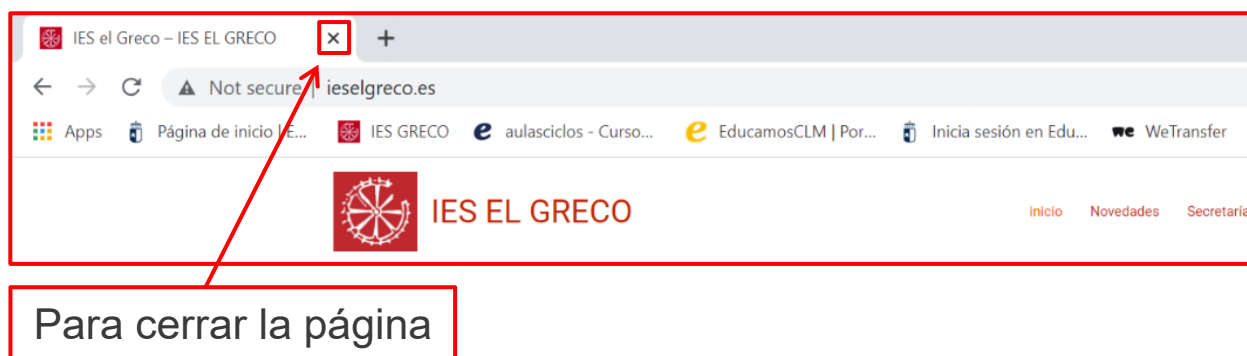 IES el Greco – IES EL GRECO
Not secure | ieselgreco.es
Apps Página de inicio | E... IES GRECO aulasciclos - Curso... EducamosCLM | Por... Inicia sesión en Edu... we WeTransfer
IES EL GRECO inicio Novedades Secretaría
Para cerrar la página